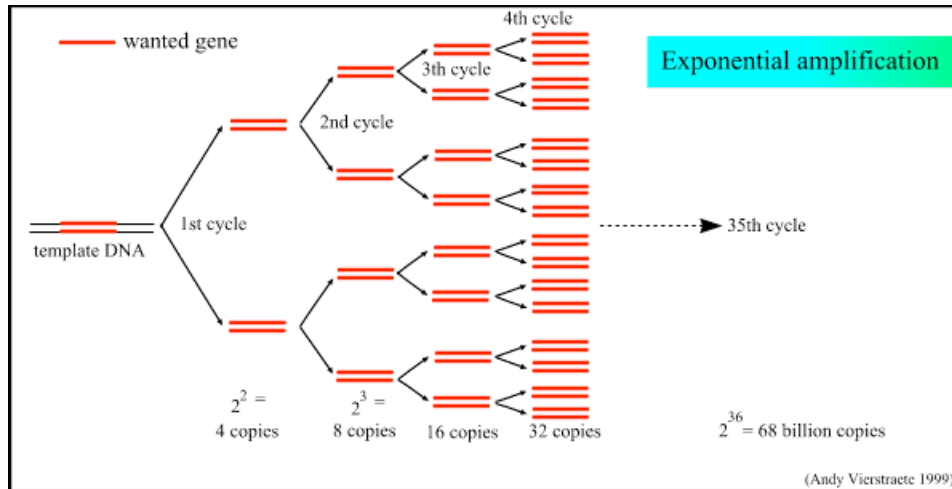 4th cycle
wanted gene
3th cycle
Exponential amplification
2nd cycle
1st cycle
35th cycle
template DNA
2² =
4 copies
2³ =
8 copies
16 copies
32 copies
2³⁶ = 68 billion copies
(Andy Vierstraete 1999)